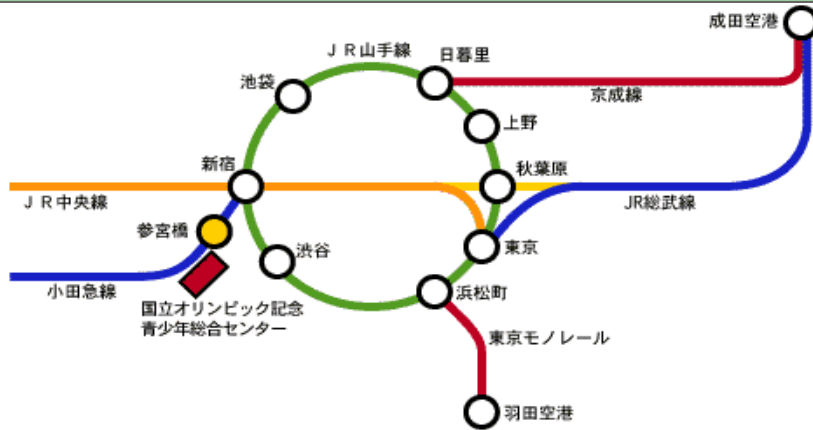 成田空港
ＪＲ山手線
日暮里
池袋
京成線
上野
新宿
秋葉原
ＪＲ中央線
JR総武線
参宮橋
渋谷
東京
小田急線
浜松町
国立オリンピック記念
青少年総合センター
東京モノレール
羽田空港